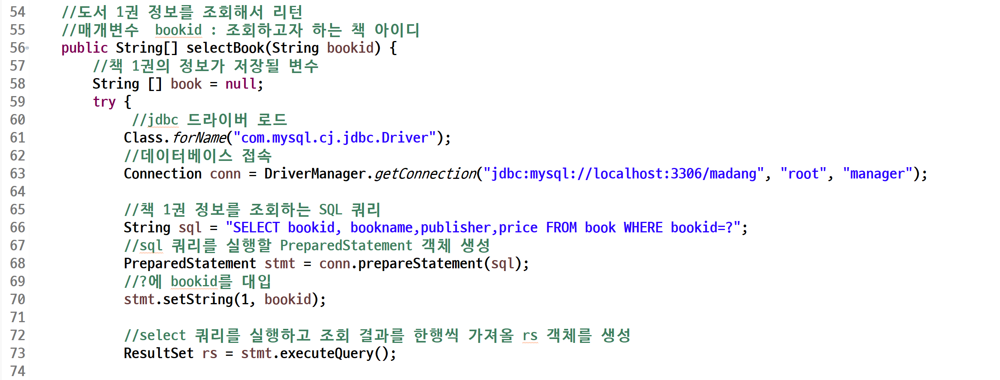 54 //도서 1권 정보를 조회해서 리턴
55 //매개변수  bookid : 조회하고자 하는 책 아이디
56 public String[] selectBook(String bookid) {
57 //책 1권의 정보가 저장될 변수
58 String [] book = null;
59 try {
60 //jdbc 드라이버 로드
61 Class.forName("com.mysql.cj.jdbc.Driver");
62 //데이터베이스 접속
63 Connection conn = DriverManager.getConnection("jdbc:mysql://localhost:3306/madang", "root", "manager");
64
65 //책 1권 정보를 조회하는 SQL 쿼리
66 String sql = "SELECT bookid, bookname,publisher,price FROM book WHERE bookid=?";
67 //sql 쿼리를 실행할 PreparedStatement 객체 생성
68 PreparedStatement stmt = conn.prepareStatement(sql);
69 //?에 bookid를 대입
70 stmt.setString(1, bookid);
71
72 //select 쿼리를 실행하고 조회 결과를 한행씩 가져올 rs 객체를 생성
73 ResultSet rs = stmt.executeQuery();
74